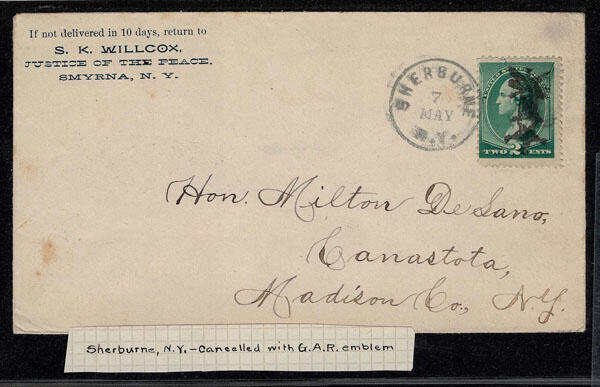 If not delivered in 10 days, return to
S. K. WILLCOX,
JUSTICE OF THE PEACE,
SMYRNA, N. Y.
SHERBURNE
7
MAY
N.Y.
TWO 2 CENTS
Hon. Milton DeLano,
Canastota,
Madison Co., N.Y.
Sherburne, N.Y.-Cancelled with G.A.R. emblem